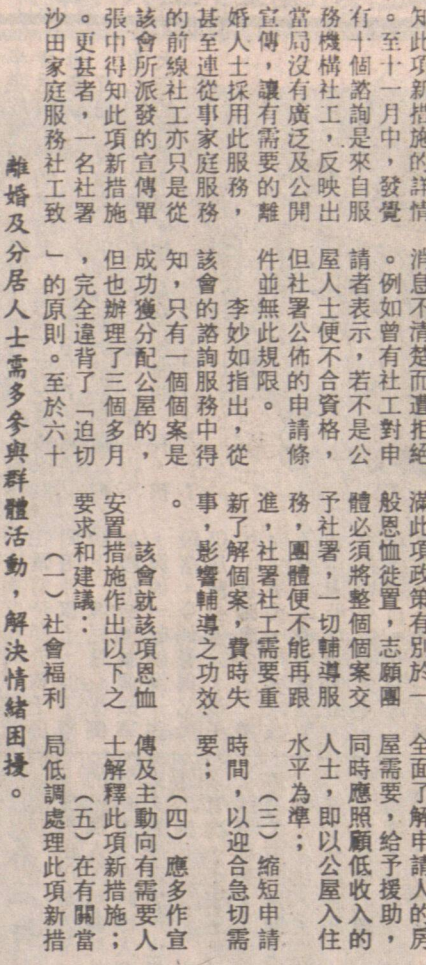 知此項新措施的詳情
。至十一月中，發覺
有十個諮詢是來自服
務機構社工，反映出
當局沒有廣泛及公開
宣傳，讓有需要的離
婚人士採用此服務，
甚至連從事家庭服務
的前線社工亦只是從
該會所派發的宣傳單
張中得知此項新措施
。更甚者，一名社署
沙田家庭服務社工致
消息不清楚而遭拒絕
。例如曾有社工對申
請者表示，若不是公
屋人士便不合資格，
但社署公佈的申請條
件並無此規限。
李妙如指出，從
該會的諮詢服務中得
知，只有一個個案是
成功獲分配公屋的，
但也辦理了三個多月
，完全違背了「迫切
」的原則。至於六十
滿此項政策有別於一
般恩恤徙置，志願團
體必須將整個個案交
予社署，一切輔導服
務，團體便不能再跟
進，社署社工需要重
新了解個案，費時失
事，影響輔導之功效
。
該會就該項恩恤
安置措施作出以下之
要求和建議：
（一）社會福利
全面了解申請人的房
屋需要，給予援助，
同時應照顧低收入的
人士，即以公屋入住
水平為準；
（三）縮短申請
時間，以迎合急切需
要；
（四）應多作宣
傳及主動向有需要人
士解釋此項新措施；
（五）在有關當
局低調處理此項新措
離婚及分居人士需多參與群體活動，解決情緒困擾。